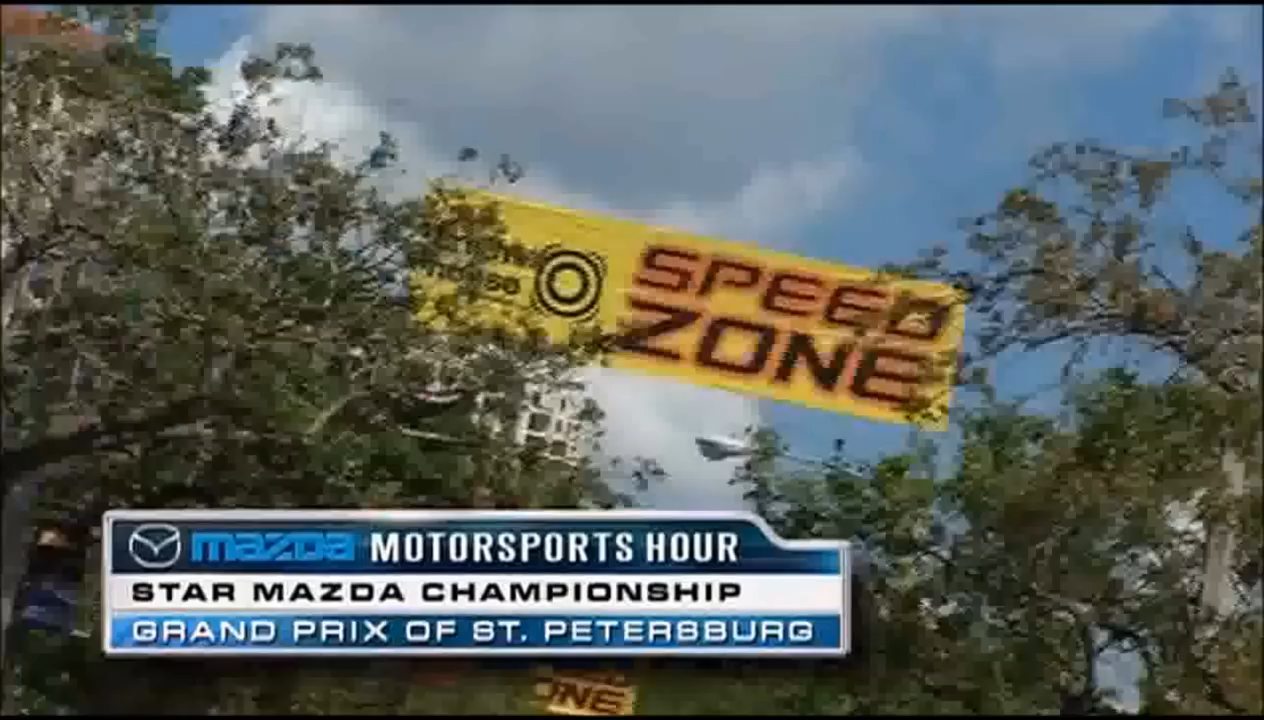 SPEED
ZONE
mazda MOTORSPORTS HOUR
STAR MAZDA CHAMPIONSHIP
GRAND PRIX OF ST. PETERSBURG